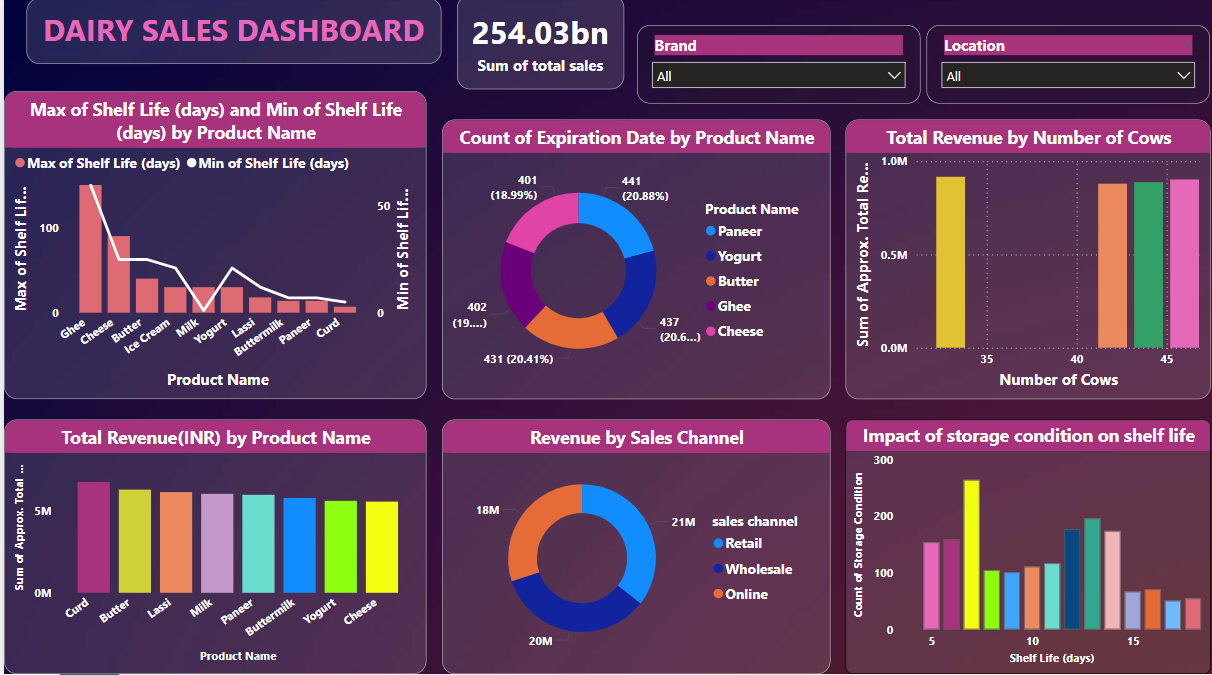 DAIRY SALES DASHBOARD
254.03bn
Sum of total sales
Brand
All
Location
All
Max of Shelf Life (days) and Min of Shelf Life
(days) by Product Name
Max of Shelf Life (days)
Min of Shelf Life (days)
Max of Shelf Lif...
100
0
50
0
Min of Shelf Lif...
Ghee
Cheese
Butter
Ice Cream
Milk
Yogurt
Lassi
Buttermilk
Paneer
Curd
Product Name
Count of Expiration Date by Product Name
401
(18.99%)
441
(20.88%)
402
(19....)
437
(20.6...)
431 (20.41%)
Product Name
Paneer
Yogurt
Butter
Ghee
Cheese
Total Revenue by Number of Cows
Sum of Approx. Total Re...
1.0M
0.5M
0.0M
35
40
45
Number of Cows
Total Revenue(INR) by Product Name
Sum of Approx. Total ...
5M
0M
Curd
Butter
Lassi
Milk
Paneer
Buttermilk
Yogurt
Cheese
Product Name
Revenue by Sales Channel
18M
21M
20M
sales channel
Retail
Wholesale
Online
Impact of storage condition on shelf life
Count of Storage Condition
300
200
100
0
5
10
15
Shelf Life (days)